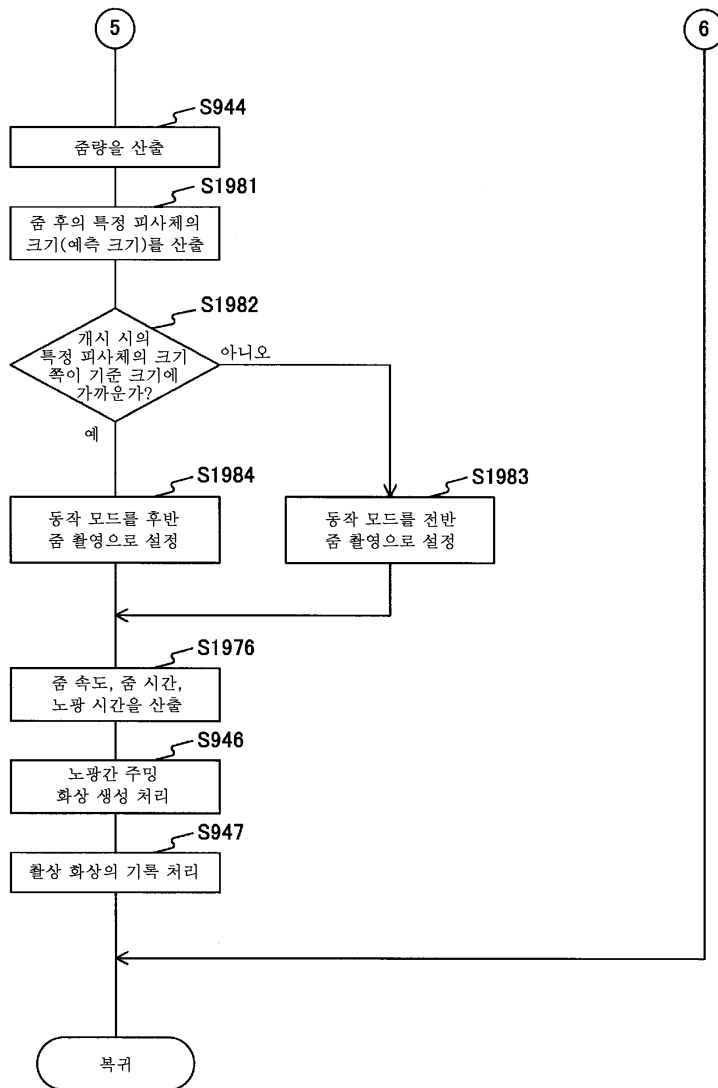 5
6
S944
줌량을 산출
S1981
줌 후의 특정 피사체의
크기(예측 크기)를 산출
S1982
개시 시의
특정 피사체의 크기
쪽이 기준 크기에
가까운가?
아니오
예
S1984
동작 모드를 후반
줌 촬영으로 설정
S1983
동작 모드를 전반
줌 촬영으로 설정
S1976
줌 속도, 줌 시간,
노광 시간을 산출
S946
노광간 주밍
화상 생성 처리
S947
촬상 화상의 기록 처리
복귀